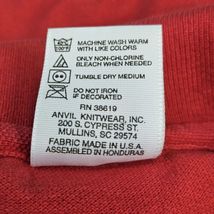 MACHINE WASH WARM
WITH LIKE COLORS
ONLY NON-CHLORINE
BLEACH WHEN NEEDED
TUMBLE DRY MEDIUM
DO NOT IRON
IF DECORATED
RN 38619
ANVIL KNITWEAR, INC.
200 S. CYPRESS ST.
MULLINS, SC 29574
FABRIC MADE IN U.S.A.
ASSEMBLED IN HONDURAS